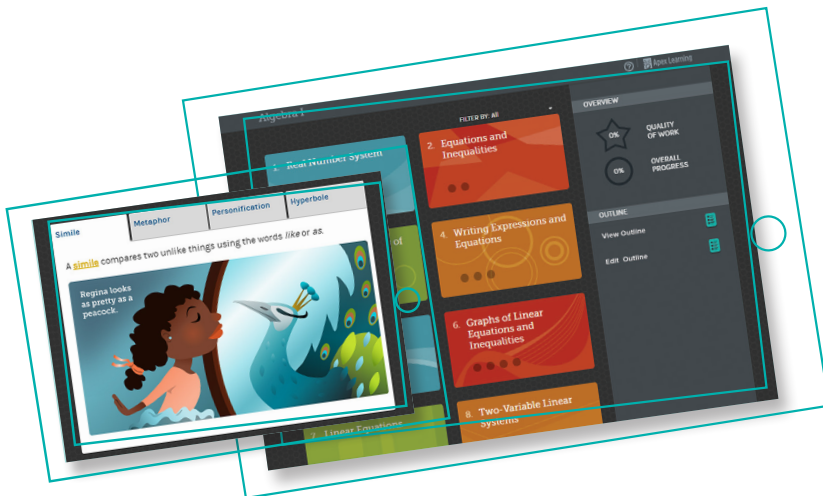 Algebra I
Apex Learning
FILTER BY: All
1. Real Number System
2. Equations and
Inequalities
of
4. Writing Expressions and
Equations
6. Graphs of Linear
Equations and
Inequalities
7. Linear Equations
8. Two-Variable Linear
Systems
OVERVIEW
0%
QUALITY
OF WORK
0%
OVERALL
PROGRESS
OUTLINE
View Outline
Edit Outline
Simile
Metaphor
Personification
Hyperbole
A simile compares two unlike things using the words like or as.
Regina looks
as pretty as a
peacock.